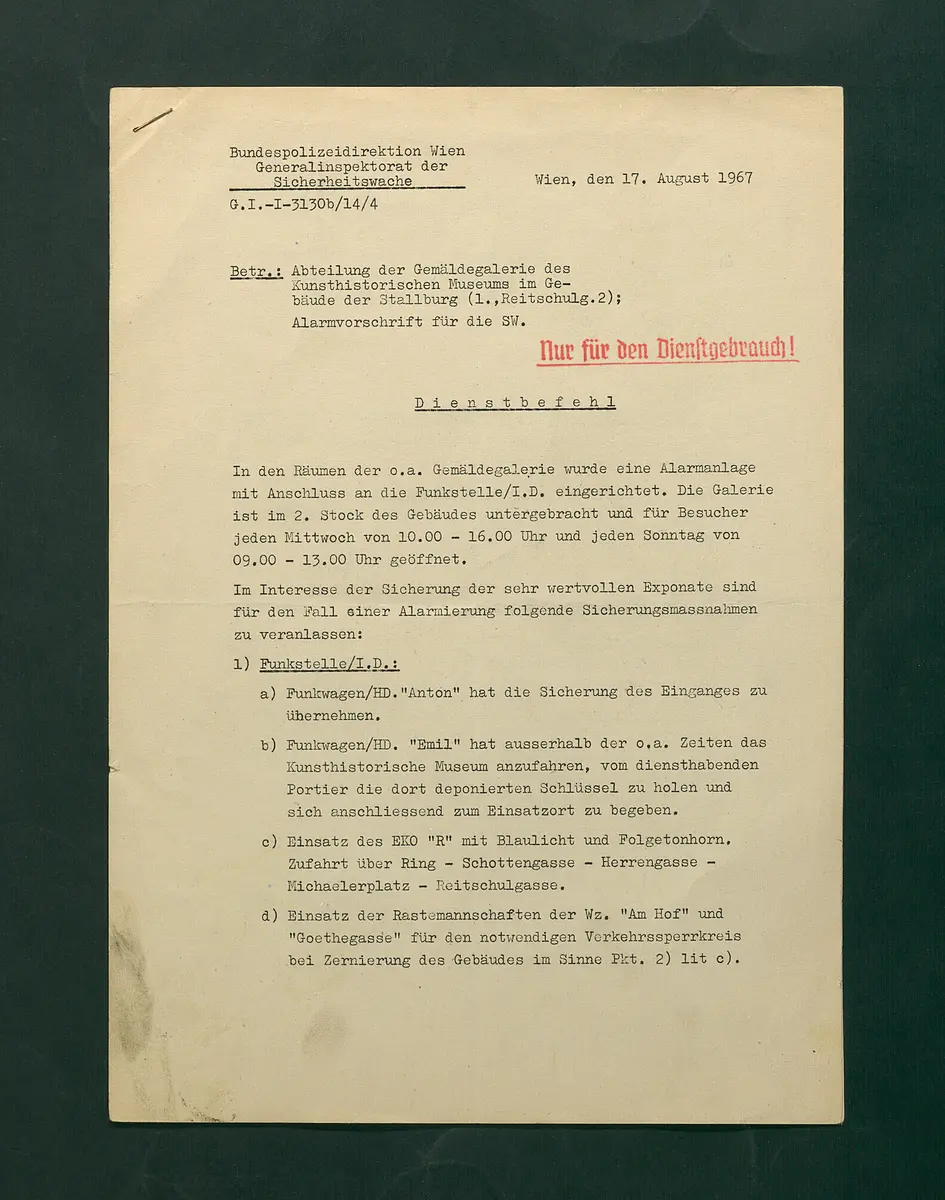 Bundespolizeidirektion Wien
Generalinspektorat der
Sicherheitswache
Wien, den 17. August 1967
G.I.-I-3130b/14/4
Betr.: Abteilung der Gemäldegalerie des
Kunsthistorischen Museums im Ge-
bäude der Stallburg (1.,Reitschulg.2);
Alarmvorschrift für die SW.
Nur für den Dienstgebrauch!
D i e n s t b e f e h l
In den Räumen der o.a. Gemäldegalerie wurde eine Alarmanlage
mit Anschluss an die Funkstelle/I.D. eingerichtet. Die Galerie
ist im 2. Stock des Gebäudes untergebracht und für Besucher
jeden Mittwoch von 10.00 - 16.00 Uhr und jeden Sonntag von
09.00 - 13.00 Uhr geöffnet.
Im Interesse der Sicherung der sehr wertvollen Exponate sind
für den Fall einer Alarmierung folgende Sicherungsmassnahmen
zu veranlassen:
1) Funkstelle/I.D.:
a) Funkwagen/HD."Anton" hat die Sicherung des Einganges zu
übernehmen.
b) Funkwagen/HD. "Emil" hat ausserhalb der o.a. Zeiten das
Kunsthistorische Museum anzufahren, vom diensthabenden
Portier die dort deponierten Schlüssel zu holen und
sich anschliessend zum Einsatzort zu begeben.
c) Einsatz des EKO "R" mit Blaulicht und Folgetonhorn.
Zufahrt über Ring - Schottengasse - Herrengasse -
Michaelerplatz - Reitschulgasse.
d) Einsatz der Rastemannschaften der Wz. "Am Hof" und
"Goethegasse" für den notwendigen Verkehrssperrkreis
bei Zernierung des Gebäudes im Sinne Pkt. 2) lit c).